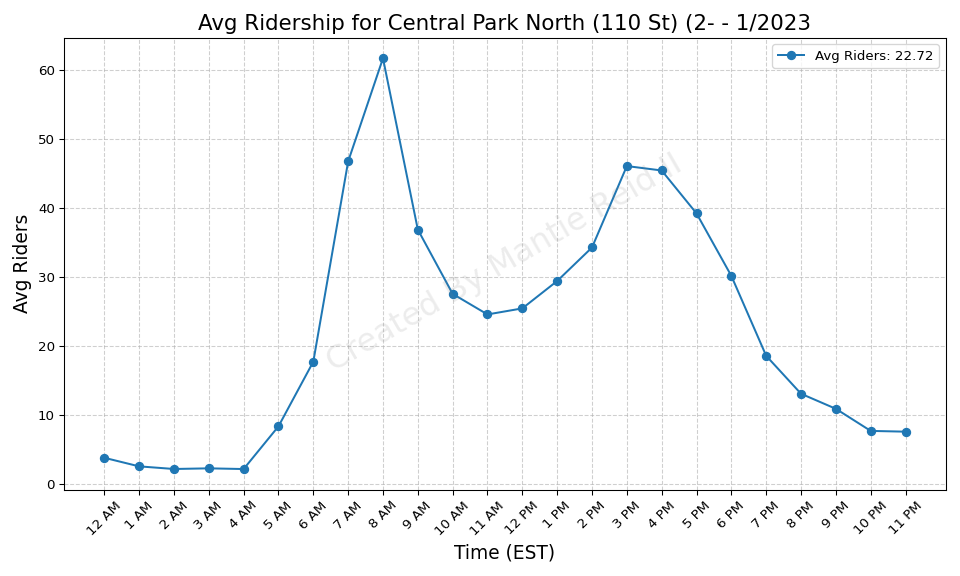 Avg Ridership for Central Park North (110 St) (2- - 1/2023
Avg Riders: 22.72
Avg Riders
60
50
40
30
20
10
0
Created By Mantie Reid II
12 AM
1 AM
2 AM
3 AM
4 AM
5 AM
6 AM
7 AM
8 AM
9 AM
10 AM
11 AM
12 PM
1 PM
2 PM
3 PM
4 PM
5 PM
6 PM
7 PM
8 PM
9 PM
10 PM
11 PM
Time (EST)